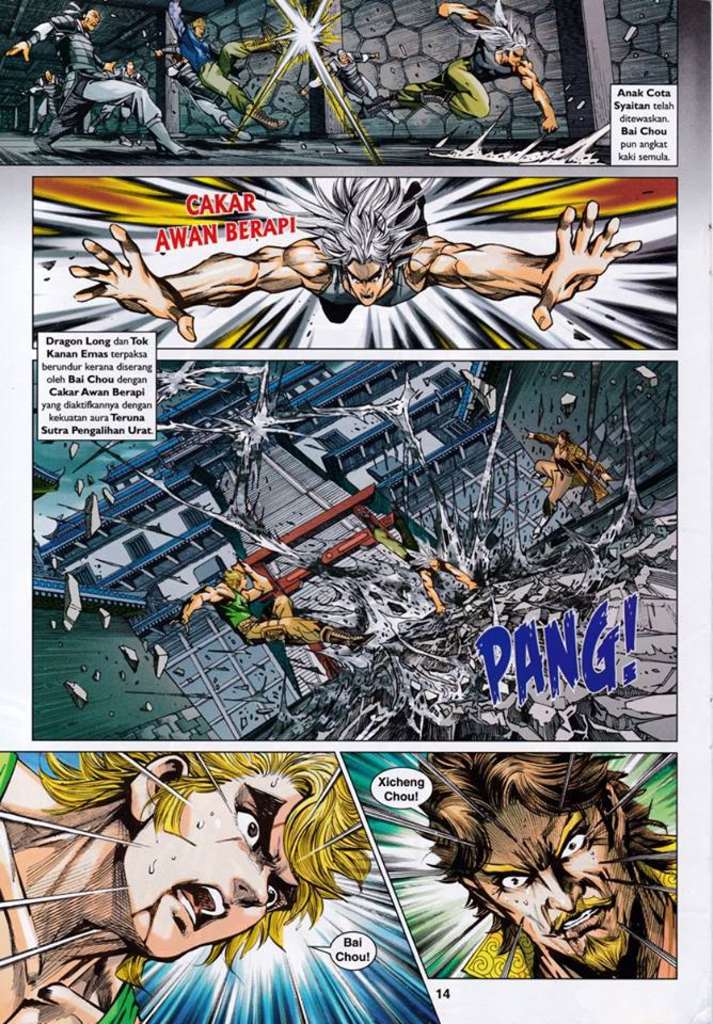 Anak Cota
Syaitan telah
ditewaskan.
Bai Chou
pun angkat
kaki semula.
CAKAR
AWAN BERAPI
Dragon Long dan Tok
Kanan Emas terpaksa
berundur kerana diserang
oleh Bai Chou dengan
Cakar Awan Berapi
yang diaktifkannya dengan
kekuatan aura Teruna
Sutra Pengalihan Urat.
PANG!
Bai
Chou!
Xicheng
Chou!
14